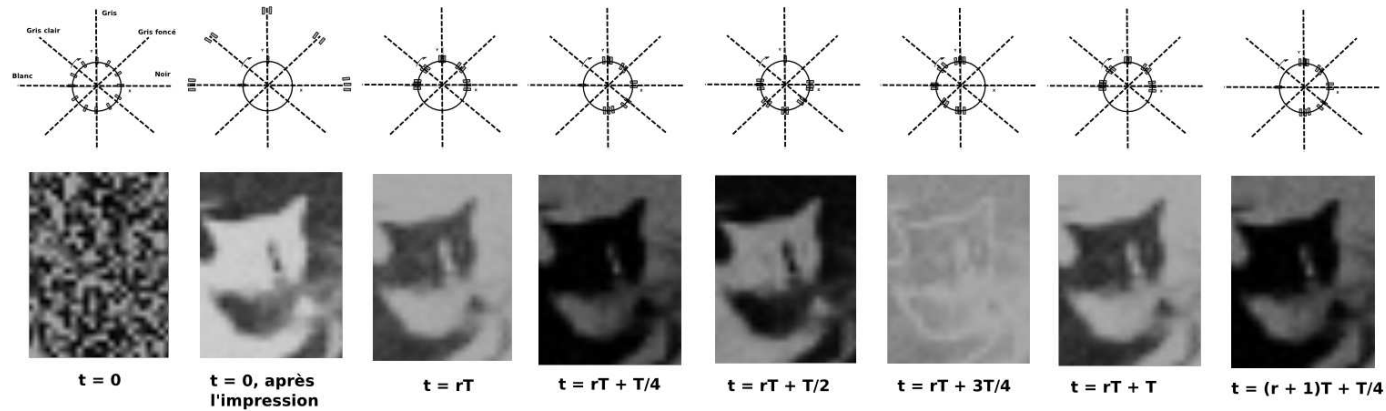 Gris
Gris clair
Gris foncé
Blanc
Noir
t = 0
t = 0, après
l'impression
t = rT
t = rT + T/4
t = rT + T/2
t = rT + 3T/4
t = rT + T
t = (r + 1)T + T/4